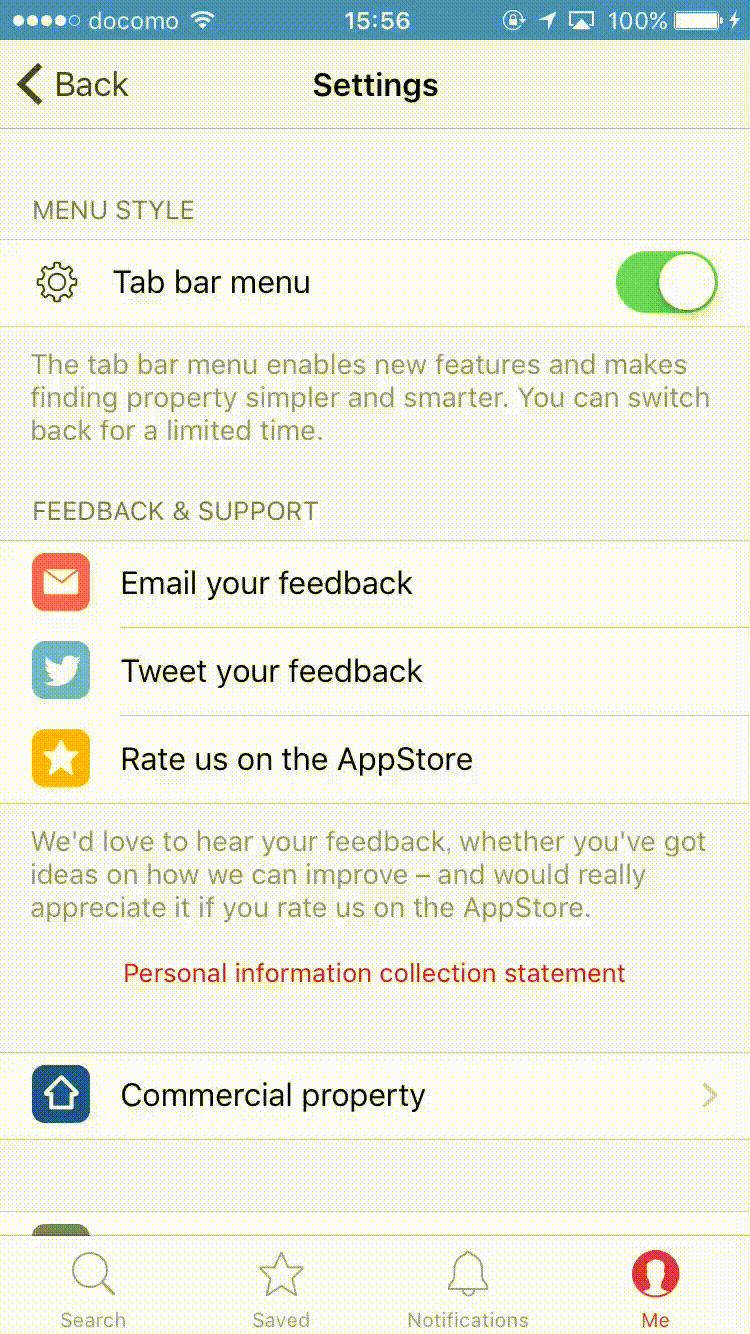 docomo 15:56 100%
Back Settings
MENU STYLE
Tab bar menu
The tab bar menu enables new features and makes
finding property simpler and smarter. You can switch
back for a limited time.
FEEDBACK & SUPPORT
Email your feedback
Tweet your feedback
Rate us on the AppStore
We'd love to hear your feedback, whether you've got
ideas on how we can improve – and would really
appreciate it if you rate us on the AppStore.
Personal information collection statement
Commercial property
Search Saved Notifications Me